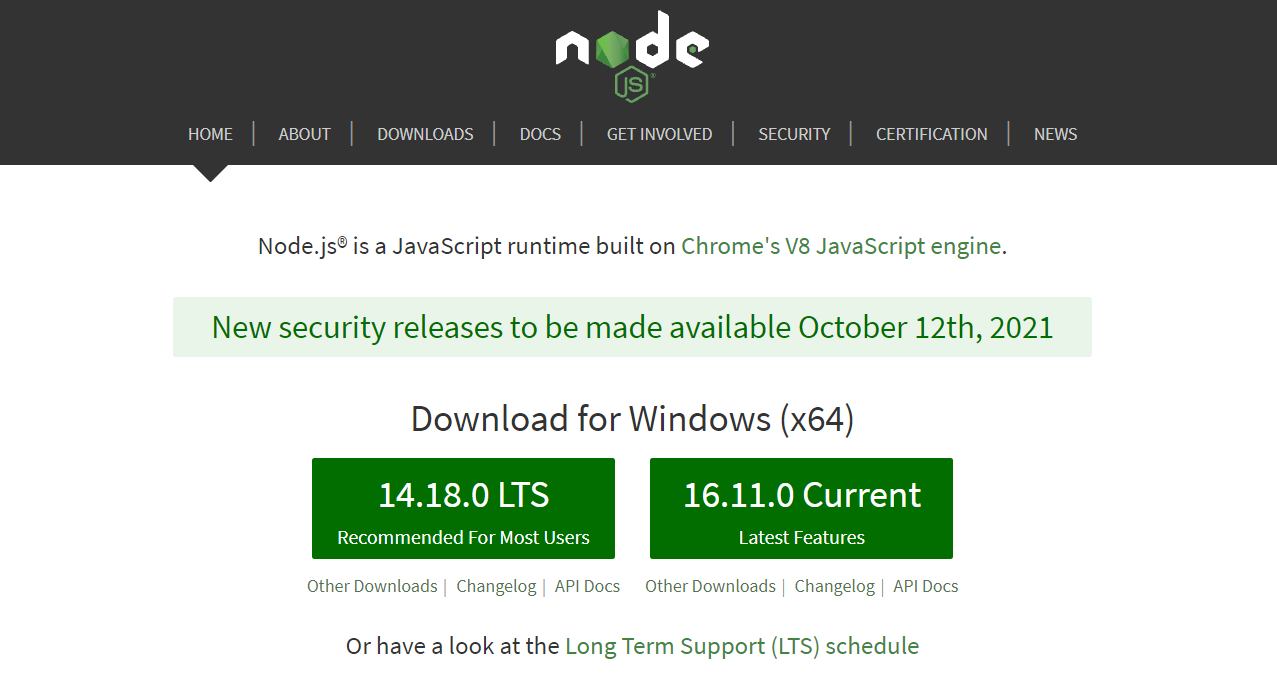 node
JS®
HOME | ABOUT | DOWNLOADS | DOCS | GET INVOLVED | SECURITY | CERTIFICATION | NEWS
Node.js® is a JavaScript runtime built on Chrome's V8 JavaScript engine.
New security releases to be made available October 12th, 2021
Download for Windows (x64)
14.18.0 LTS
Recommended For Most Users
16.11.0 Current
Latest Features
Other Downloads | Changelog | API Docs
Other Downloads | Changelog | API Docs
Or have a look at the Long Term Support (LTS) schedule